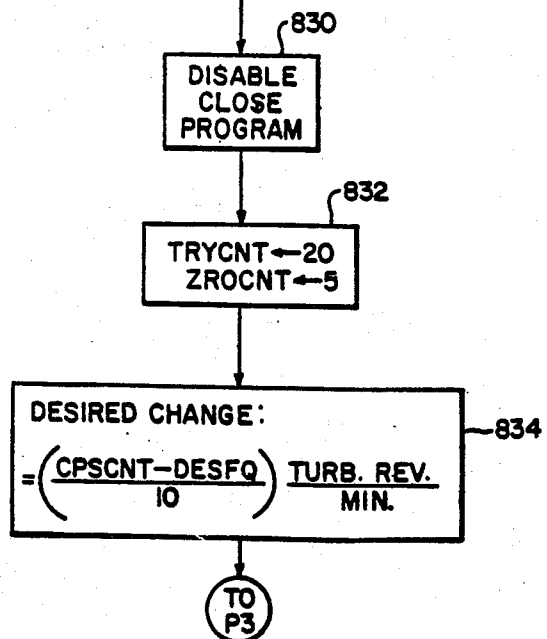 830
DISABLE
CLOSE
PROGRAM
832
TRYCNT←20
ZROCNT←5
834
DESIRED CHANGE:
=(CPSCNT-DESFQ/10) TURB. REV./MIN.
TO
P3